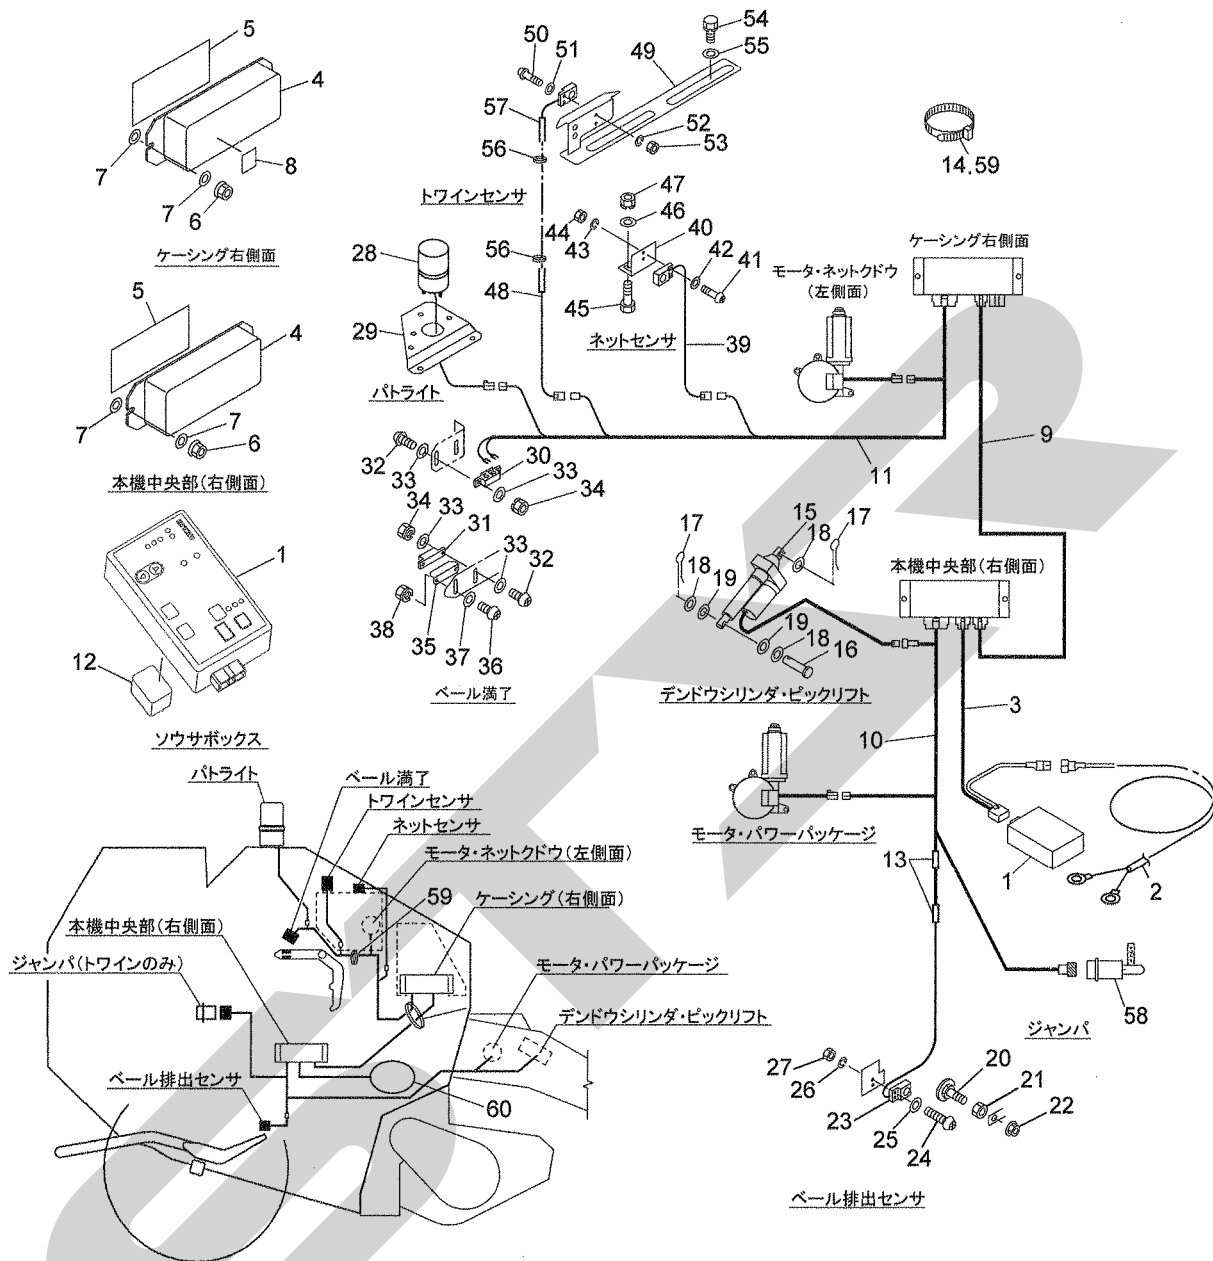 5
4
7
8
7
6
ケーシング右側面
5
4
7
7
6
本機中央部(右側面)
1
12
ソウサボックス
50
51
49
54
55
57
52
53
56
トワインセンサ
47
46
40
44
43
42
41
28
56
48
45
29
ネットセンサ
39
パトライト
14,59
ケーシング右側面
モータ・ネットクドウ
(左側面)
9
11
32
33
30
33
34
34
33
31
33
32
38
35
37
36
ベール満了
17
15
17
18
18
19
19
18
16
デンドウシリンダ・ピックリフト
本機中央部(右側面)
3
10
モータ・パワーパッケージ
13
1
2
58
ジャンパ
27
26
23
25
24
20
21
22
ベール排出センサ
パトライト
ベール満了
トワインセンサ
ネットセンサ
モータ・ネットクドウ(左側面)
59
ケーシング(右側面)
本機中央部(右側面)
ジャンパ(トワインのみ)
モータ・パワーパッケージ
デンドウシリンダ・ピックリフト
ベール排出センサ
60